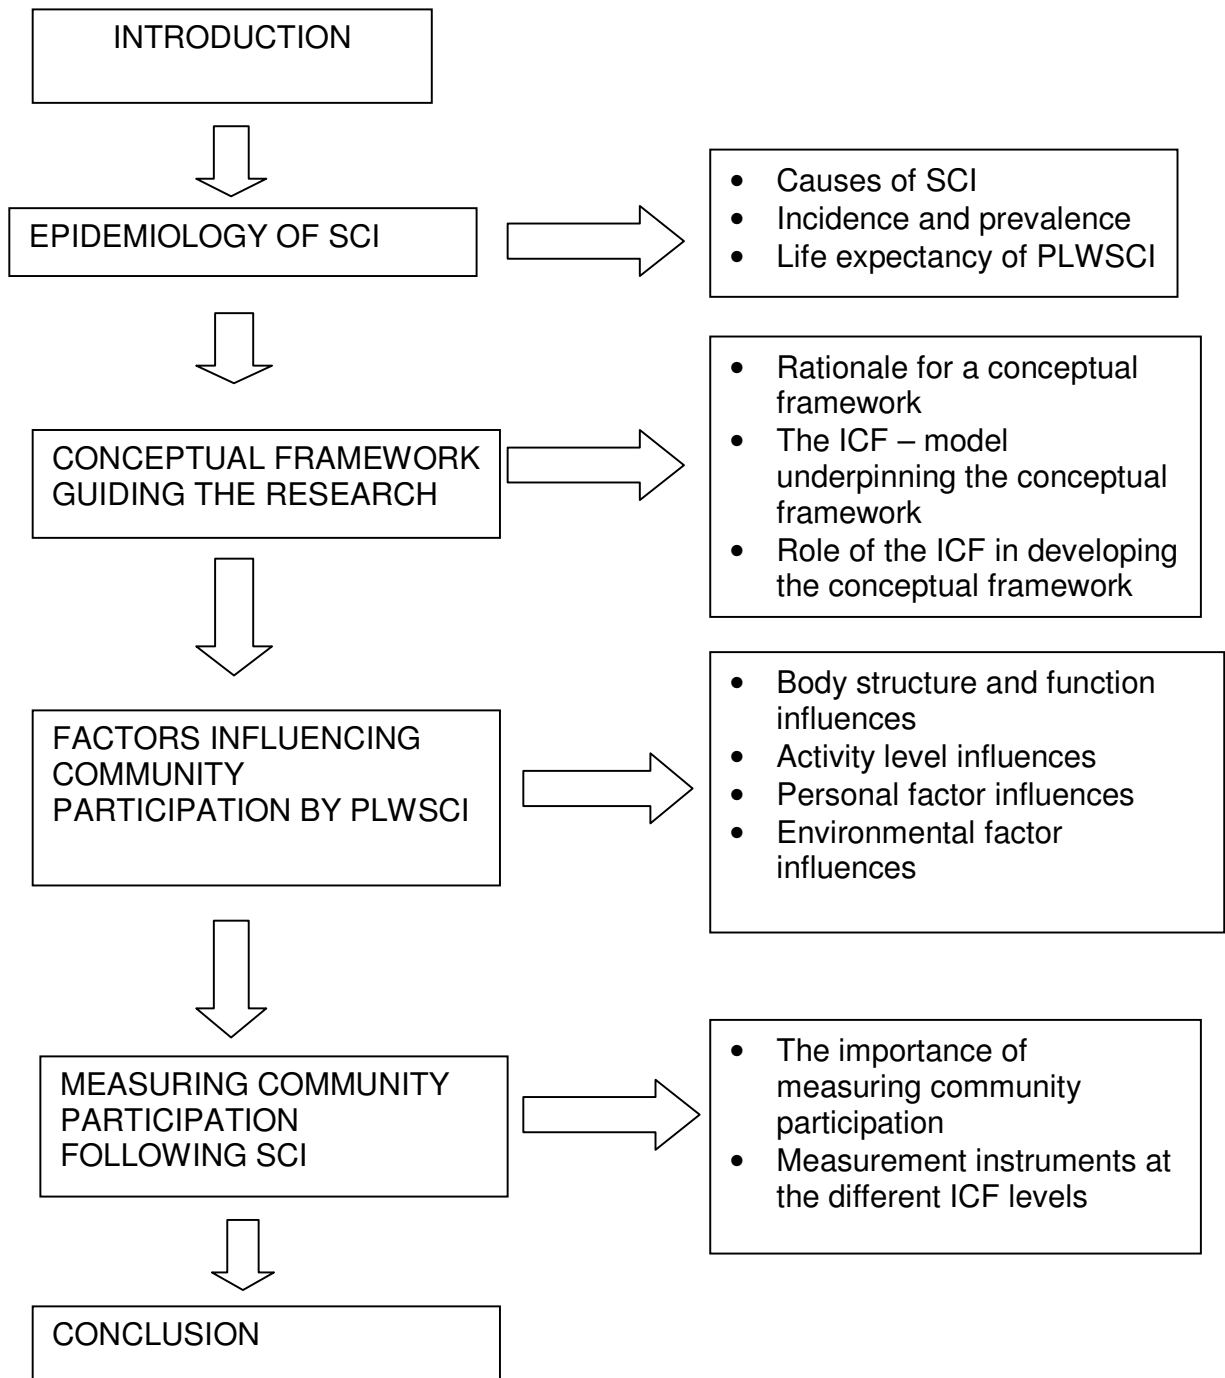 INTRODUCTION
EPIDEMIOLOGY OF SCI
• Causes of SCI
• Incidence and prevalence
• Life expectancy of PLWSCI
CONCEPTUAL FRAMEWORK
GUIDING THE RESEARCH
• Rationale for a conceptual
framework
• The ICF – model
underpinning the conceptual
framework
• Role of the ICF in developing
the conceptual framework
FACTORS INFLUENCING
COMMUNITY
PARTICIPATION BY PLWSCI
• Body structure and function
influences
• Activity level influences
• Personal factor influences
• Environmental factor
influences
MEASURING COMMUNITY
PARTICIPATION
FOLLOWING SCI
• The importance of
measuring community
participation
• Measurement instruments at
the different ICF levels
CONCLUSION